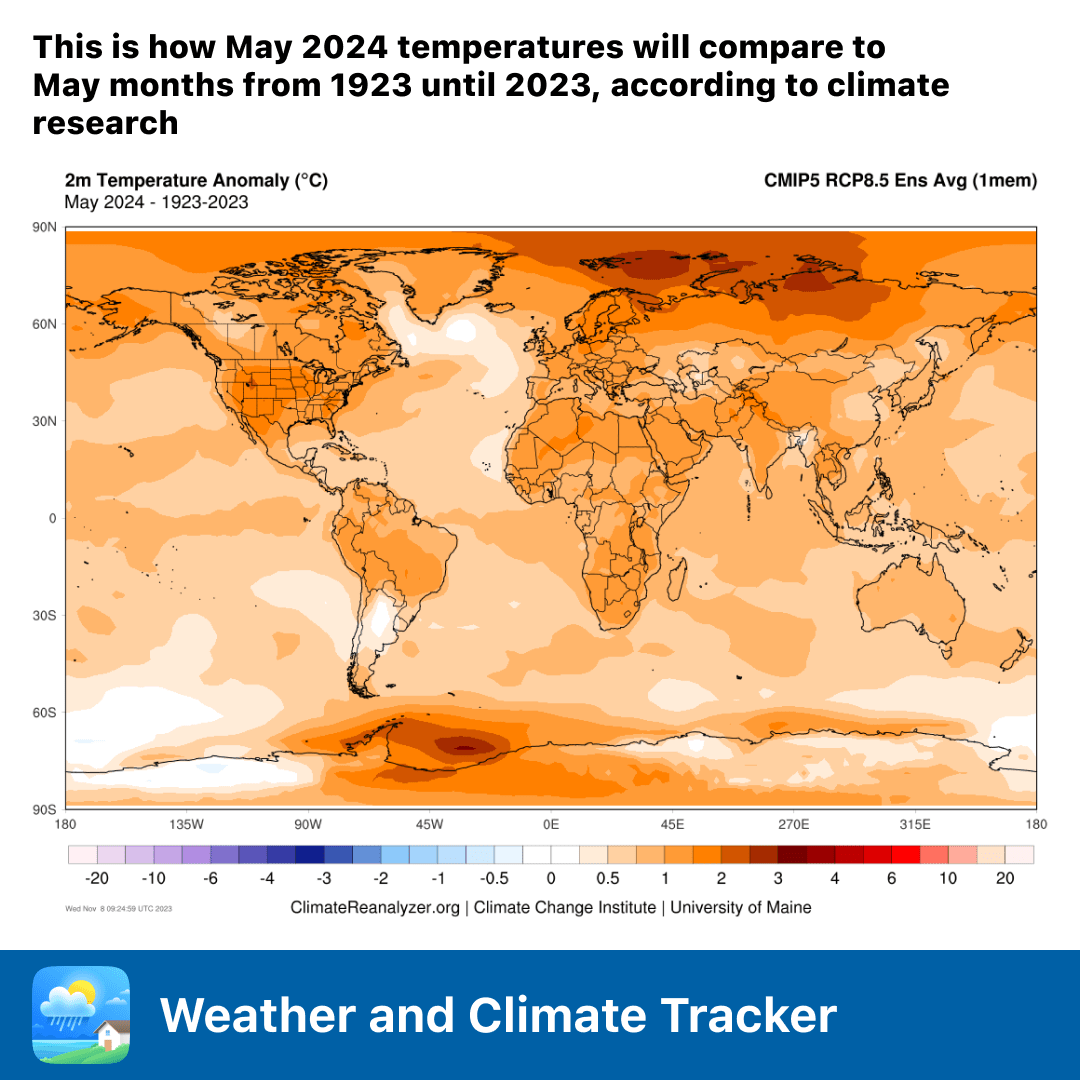 This is how May 2024 temperatures will compare to
May months from 1923 until 2023, according to climate
research
2m Temperature Anomaly (°C)
CMIP5 RCP8.5 Ens Avg (1mem)
May 2024 - 1923-2023
90N
60N
30N
0
30S
60S
90S
180 135W 90W 45W 0E 45E 270E 315E 180
-20 -10 -6 -4 -3 -2 -1 -0.5 0 0.5 1 2 3 4 6 10 20
Wed Nov 8 09:24:59 UTC 2023
ClimateReanalyzer.org | Climate Change Institute | University of Maine
Weather and Climate Tracker